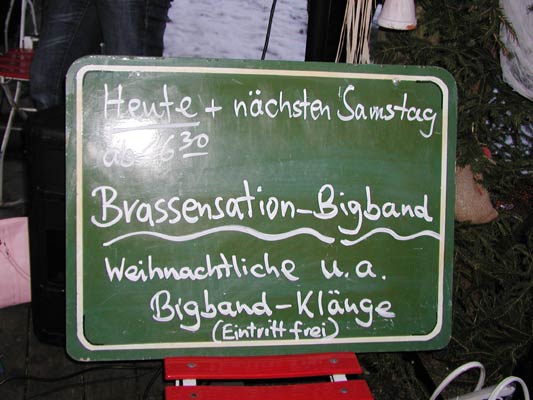 Heute + nächsten Samstag
ab 16 30
Brassensation-Bigband
Weihnachtliche u.a.
Bigband-Klänge
(Eintritt frei)